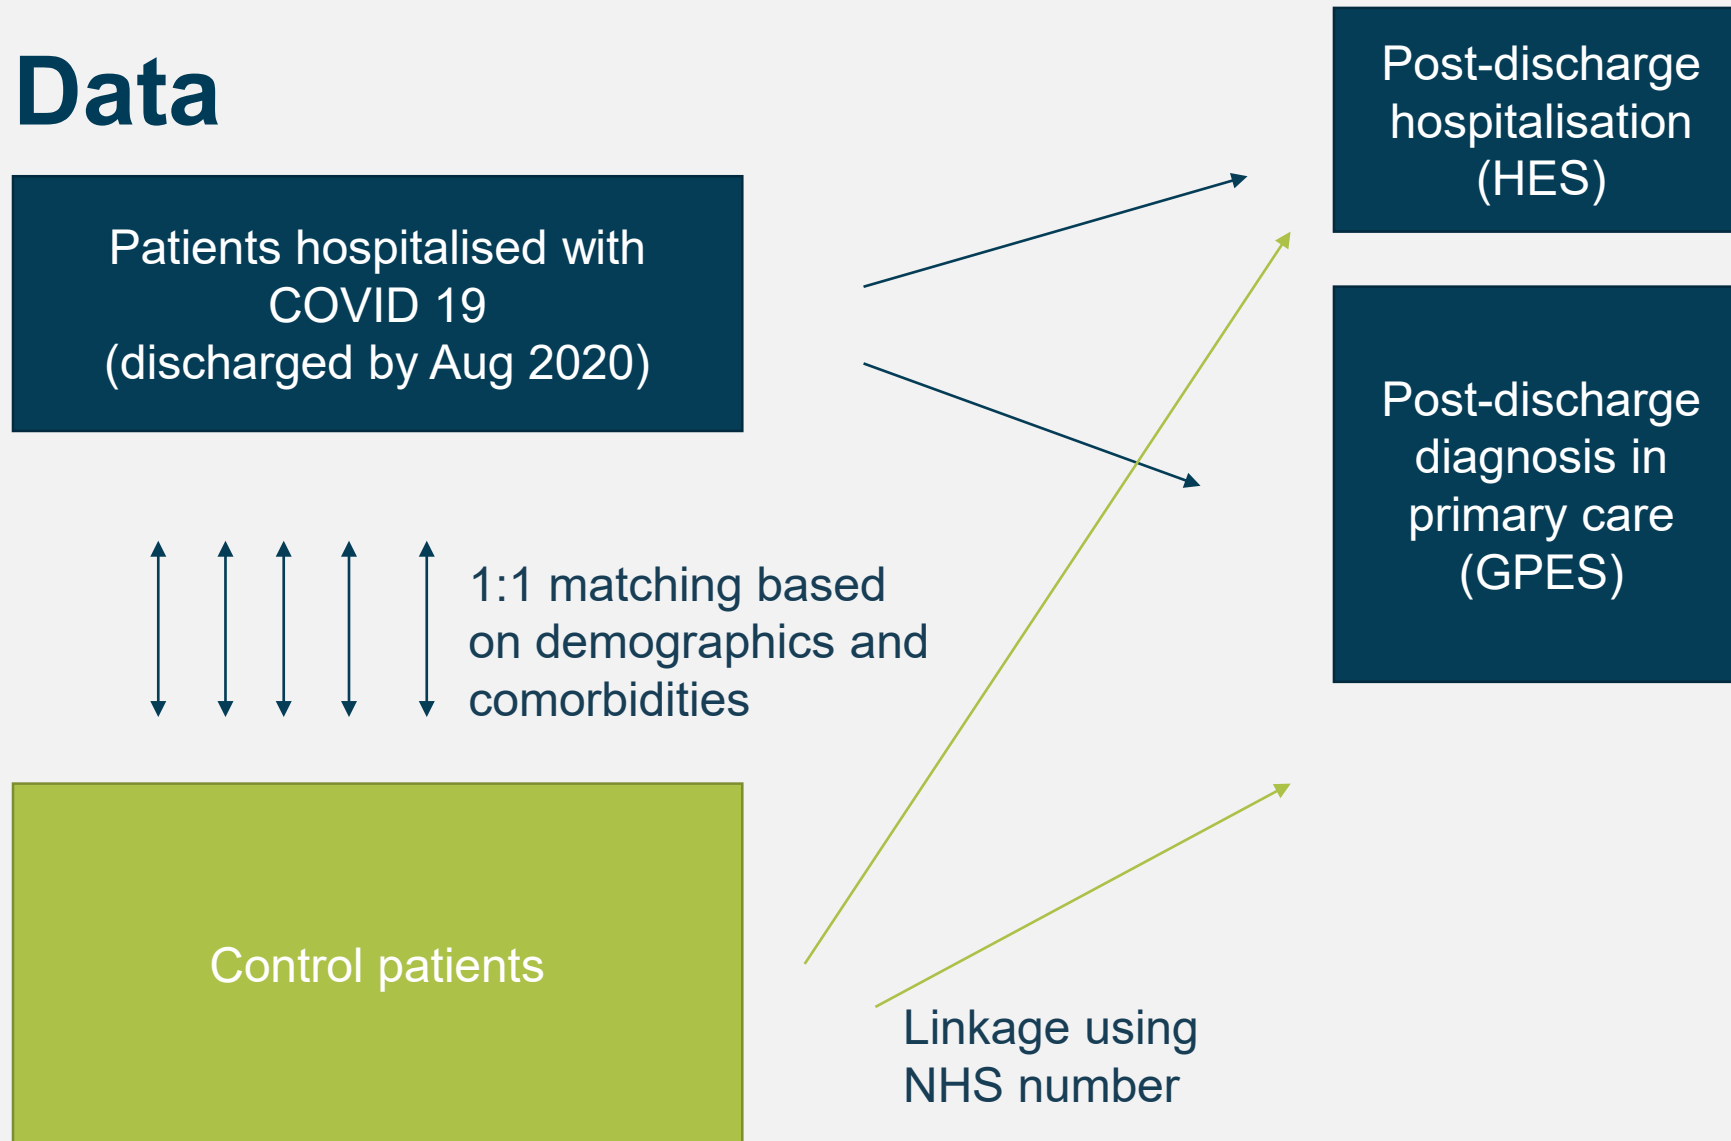 Data
Patients hospitalised with
COVID 19
(discharged by Aug 2020)
1:1 matching based
on demographics and
comorbidities
Control patients
Linkage using
NHS number
Post-discharge
hospitalisation
(HES)
Post-discharge
diagnosis in
primary care
(GPES)